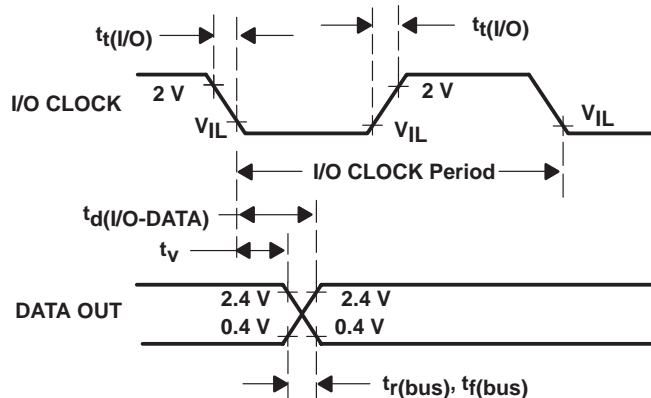 tt(I/O)
tt(I/O)
2 V
2 V
I/O CLOCK
VIL
VIL
VIL
I/O CLOCK Period
td(I/O-DATA)
tv
2.4 V
2.4 V
DATA OUT
0.4 V
0.4 V
tr(bus), tf(bus)